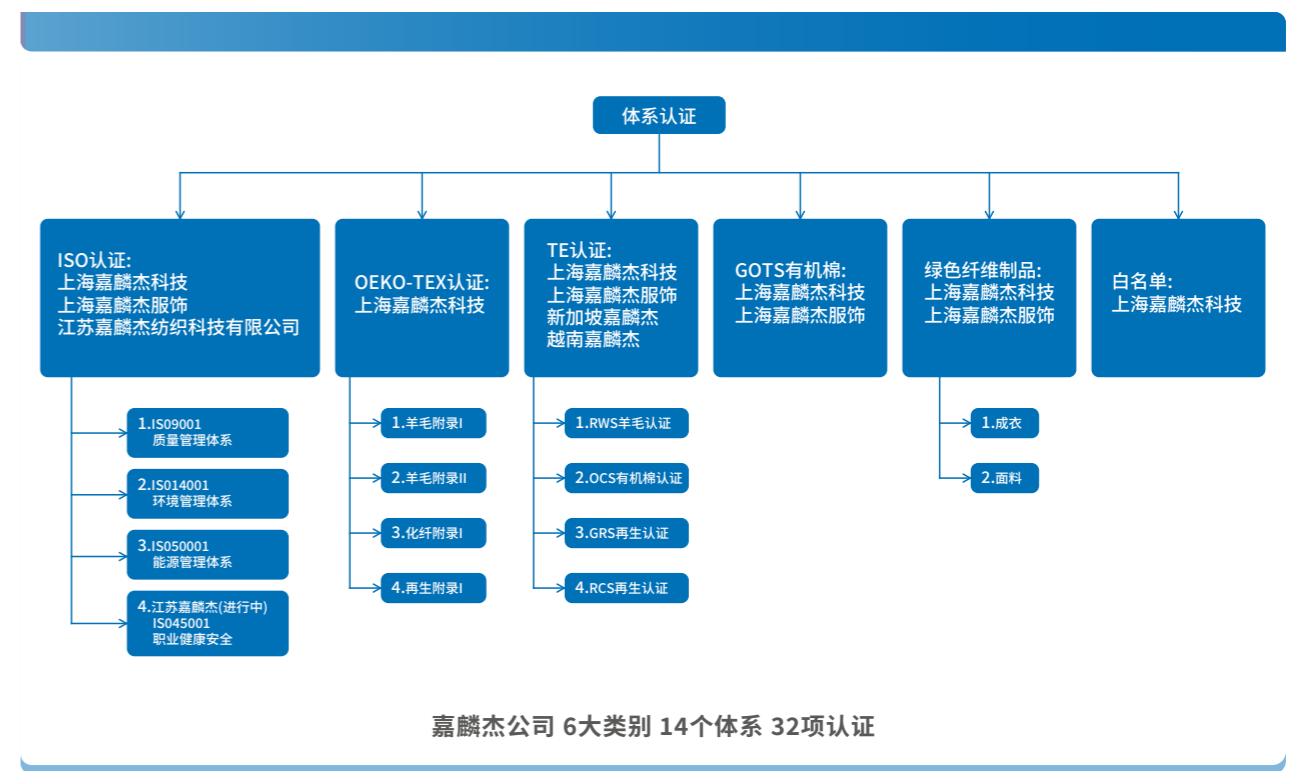 体系认证
ISO认证:
上海嘉麟杰科技
上海嘉麟杰服饰
江苏嘉麟杰纺织科技有限公司
1.IS09001
质量管理体系
2.IS014001
环境管理体系
3.IS050001
能源管理体系
4.江苏嘉麟杰(进行中)
IS045001
职业健康安全
OEKO-TEX认证:
上海嘉麟杰科技
1.羊毛附录I
2.羊毛附录II
3.化纤附录I
4.再生附录I
TE认证:
上海嘉麟杰科技
上海嘉麟杰服饰
新加坡嘉麟杰
越南嘉麟杰
1.RWS羊毛认证
2.OCS有机棉认证
3.GRS再生认证
4.RCS再生认证
GOTS有机棉:
上海嘉麟杰科技
上海嘉麟杰服饰
绿色纤维制品:
上海嘉麟杰科技
上海嘉麟杰服饰
1.成衣
2.面料
白名单:
上海嘉麟杰科技
嘉麟杰公司 6大类别 14个体系 32项认证